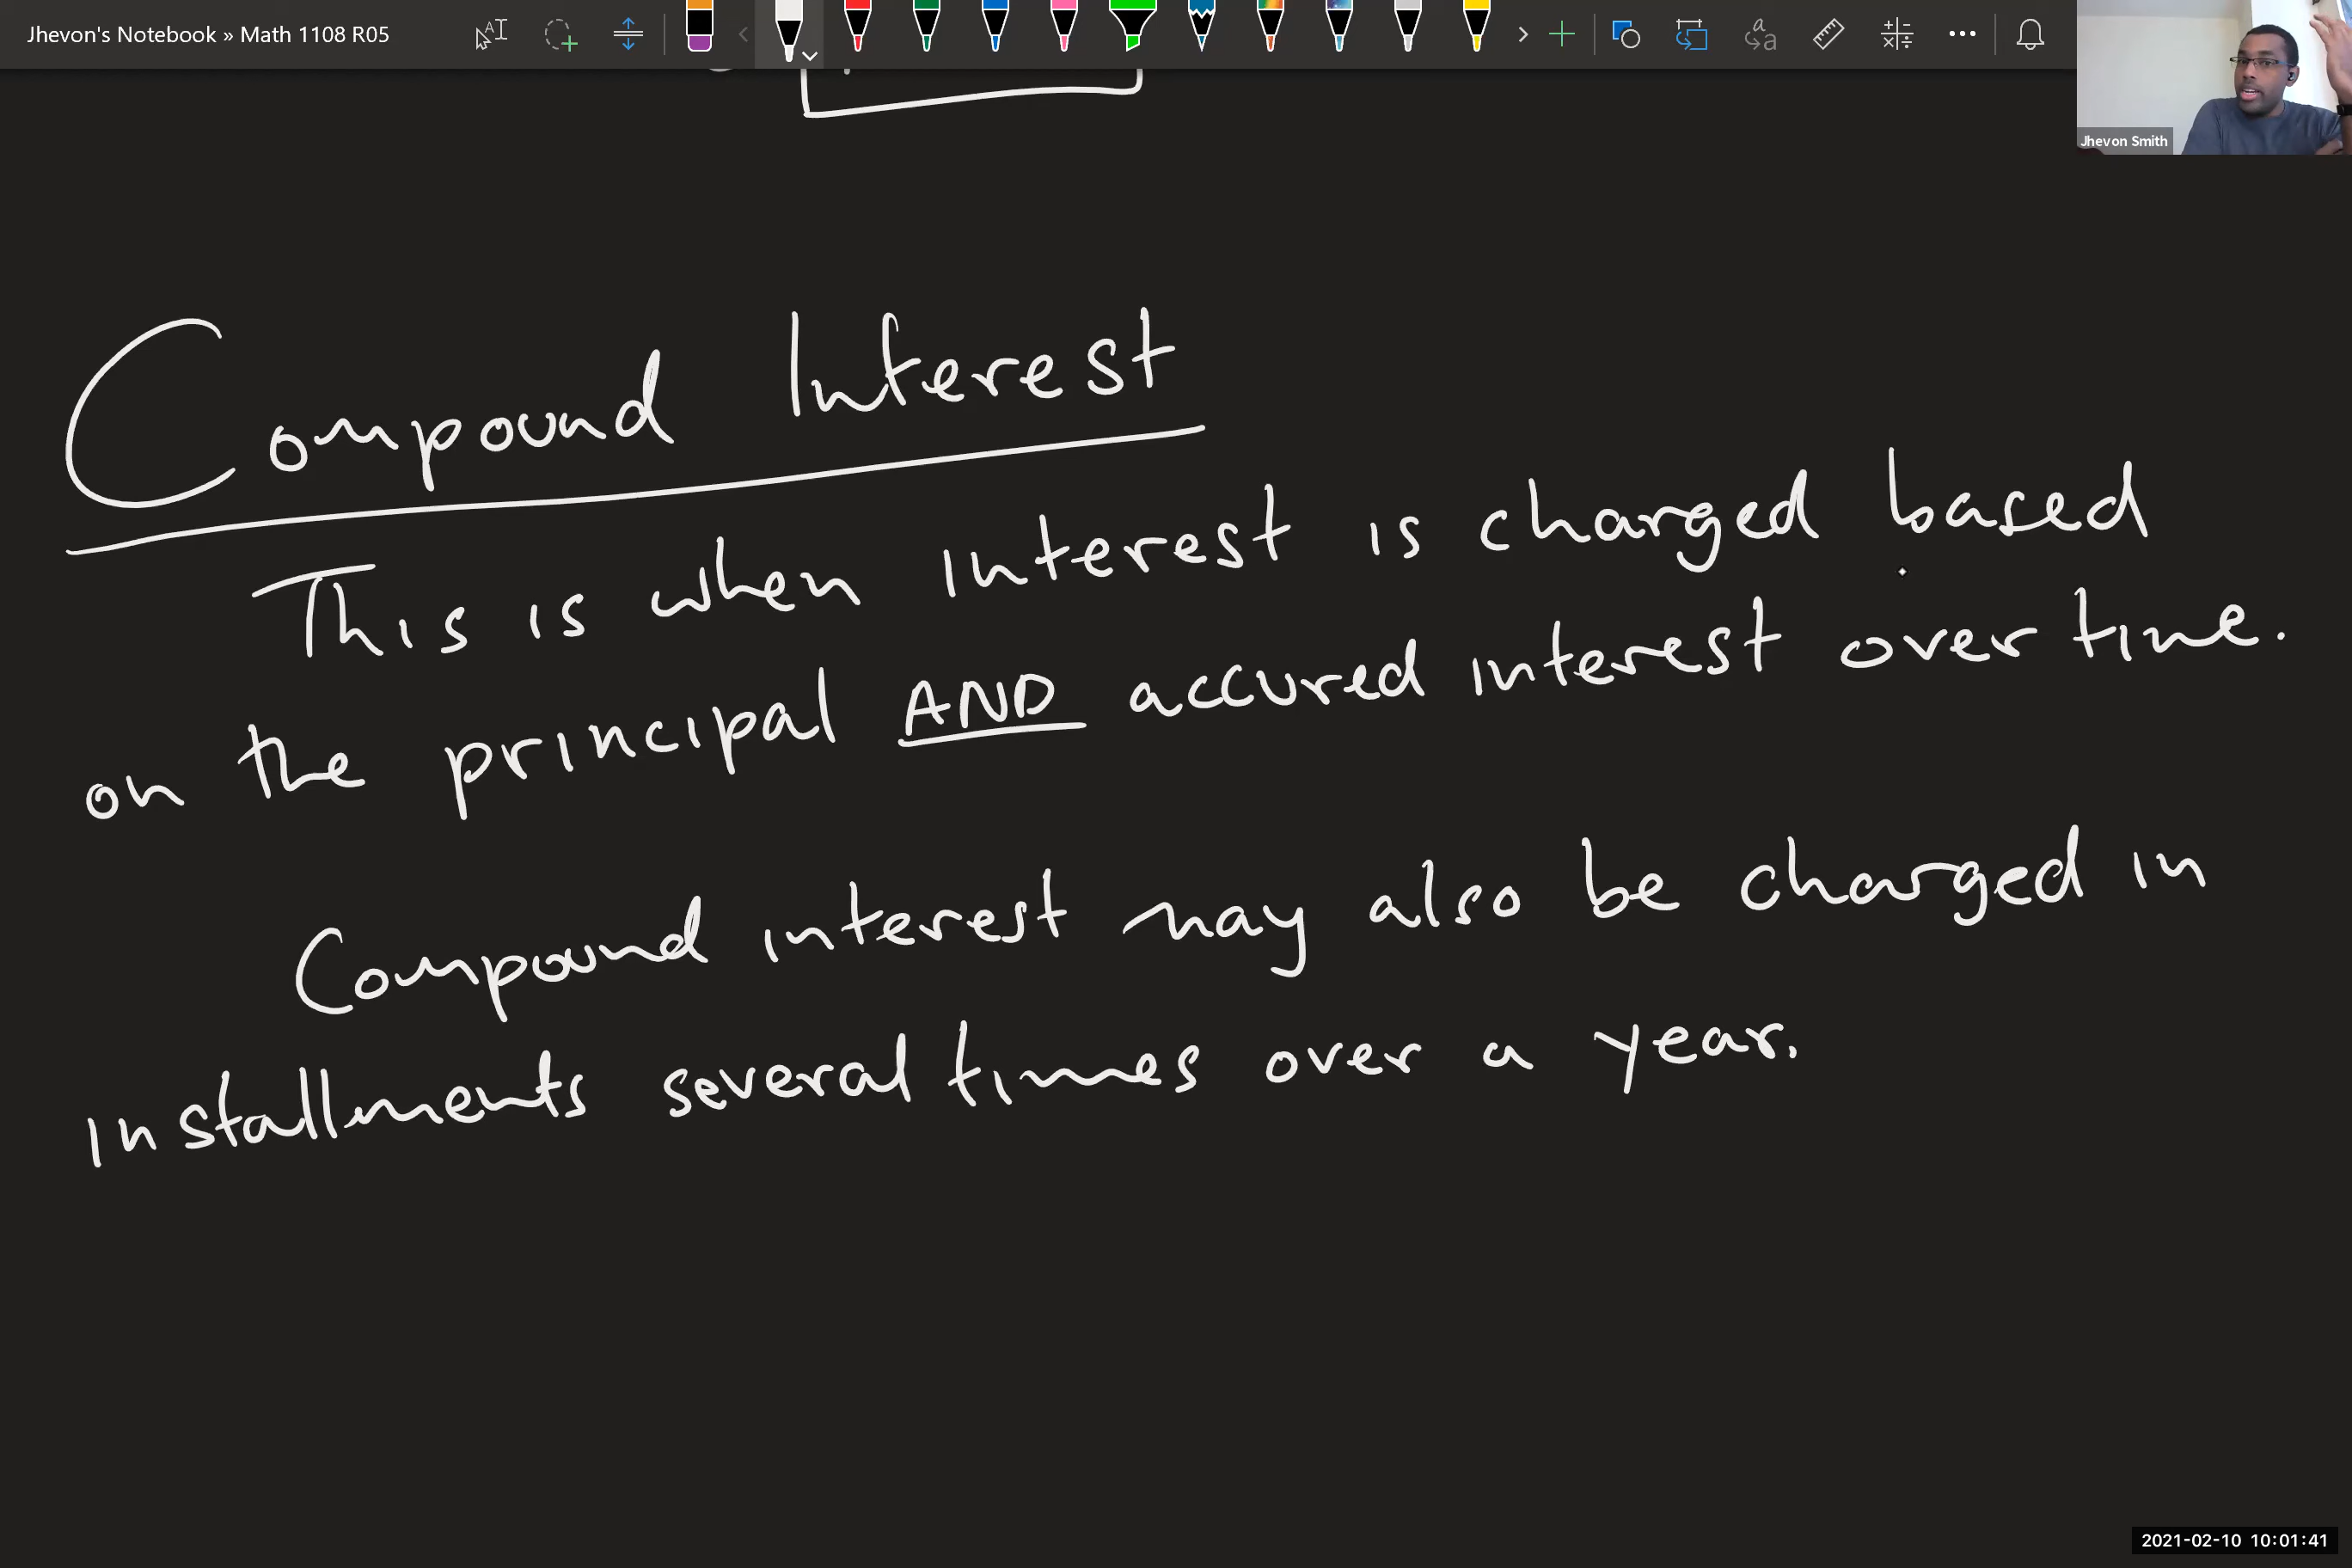 Jhevon's Notebook » Math 1108 R05
Jhevon Smith
Compound Interest
This is when interest is charged based
on the principal AND accured interest over time.
Compound interest may also be charged in
installments several times over a year.
2021-02-10 10:01:41